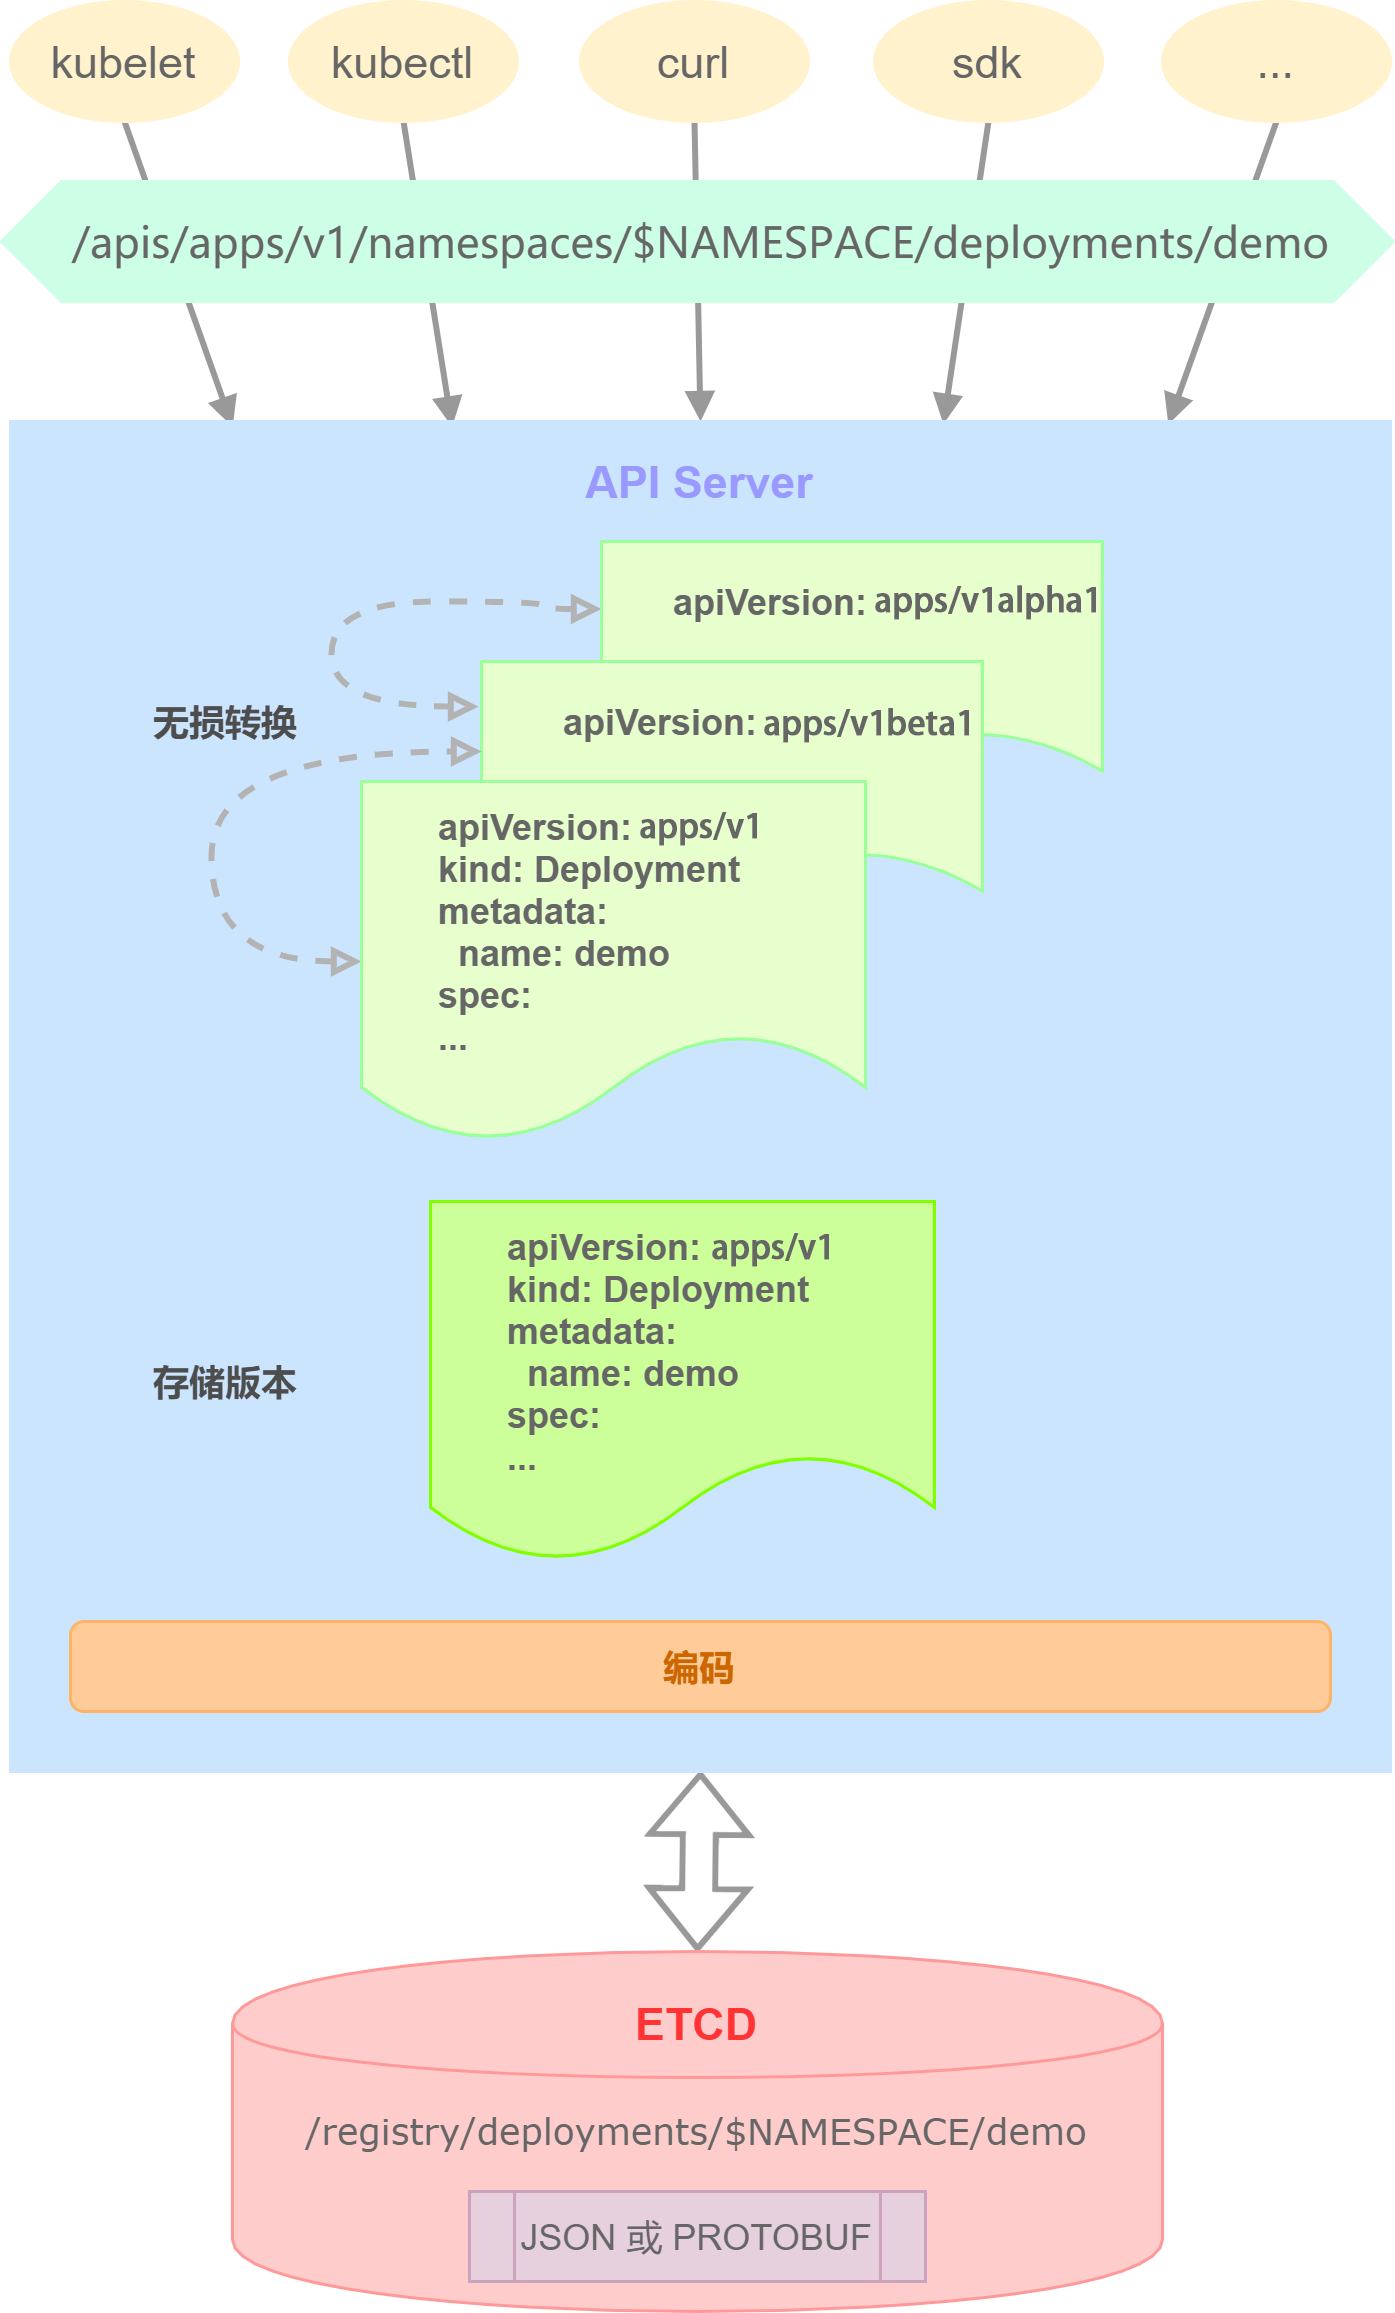 kubelet
kubectl
curl
sdk
...
/apis/apps/v1/namespaces/$NAMESPACE/deployments/demo
API Server
apiVersion: apps/v1alpha1
apiVersion: apps/v1beta1
无损转换
apiVersion: apps/v1
kind: Deployment
metadata:
  name: demo
spec:
...
apiVersion: apps/v1
kind: Deployment
metadata:
  name: demo
spec:
...
存储版本
编码
ETCD
/registry/deployments/$NAMESPACE/demo
JSON 或 PROTOBUF